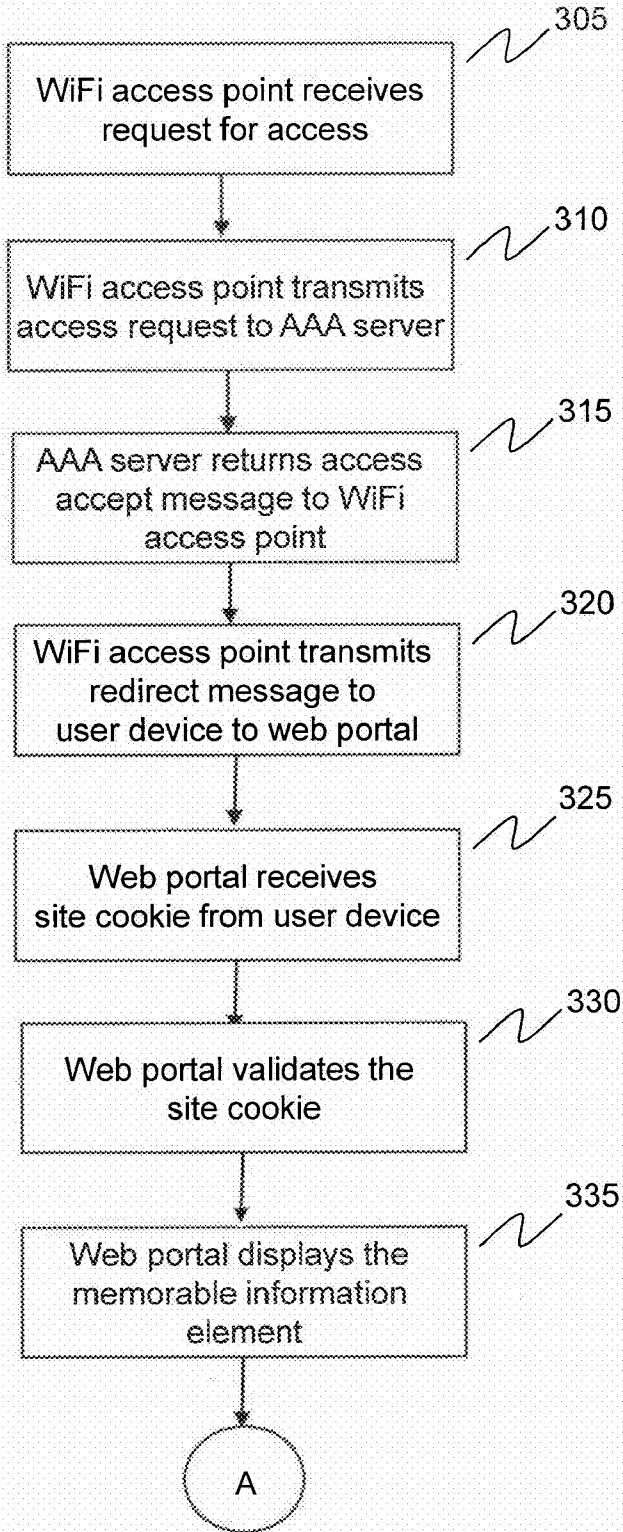 305
WiFi access point receives
request for access
310
WiFi access point transmits
access request to AAA server
315
AAA server returns access
accept message to WiFi
access point
320
WiFi access point transmits
redirect message to
user device to web portal
325
Web portal receives
site cookie from user device
330
Web portal validates the
site cookie
335
Web portal displays the
memorable information
element
A